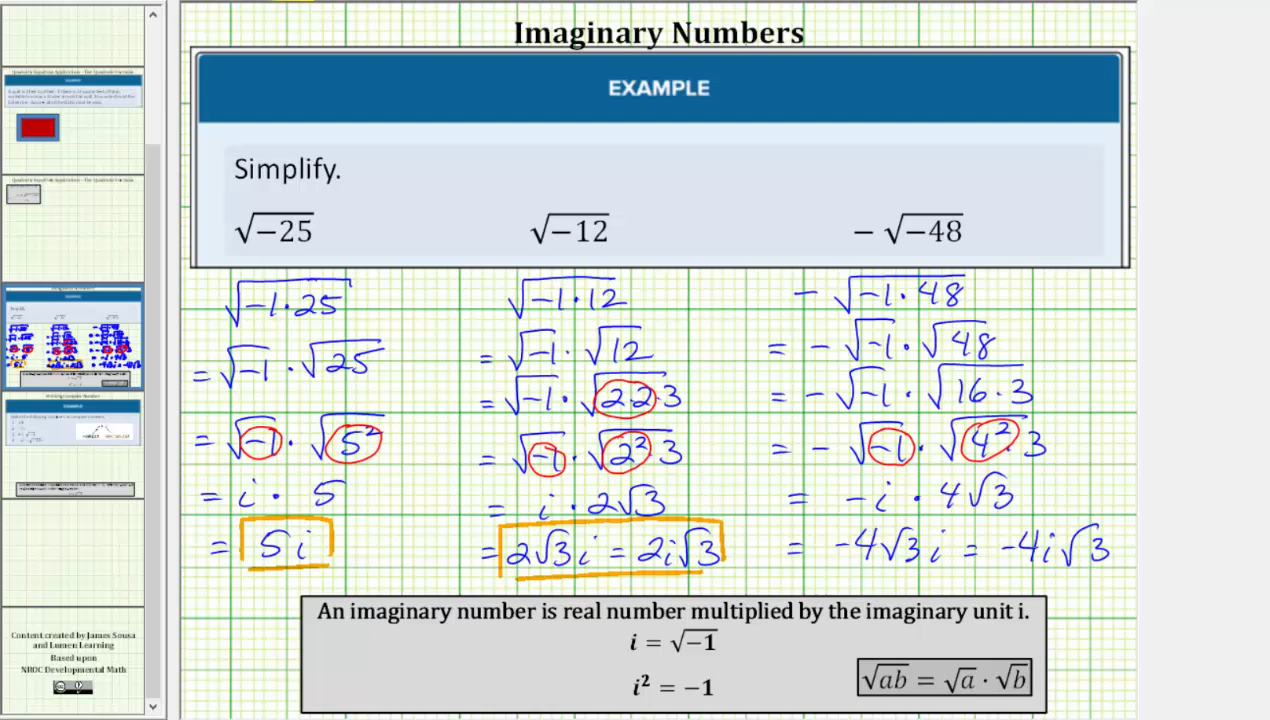 Imaginary Numbers
EXAMPLE
Simplify.
√−25 √−12 − √−48
√−1·25 √−1·12 − √−1·48
= √−1 · √25 = √−1 · √12 = − √−1 · √48
= √−1 · √2·2·3 = − √−1 · √16·3
= √−1 · √5² = √−1 · √2²·3 = − √−1 · √4²·3
= i · 5 = i · 2√3 = −i · 4√3
= 5i = 2√3 i = 2i√3 = −4√3 i = −4i√3
An imaginary number is real number multiplied by the imaginary unit i.
i = √−1
i² = −1
√ab = √a · √b
Content created by James Sousa
and Lumen Learning
Based upon
NROC Developmental Math